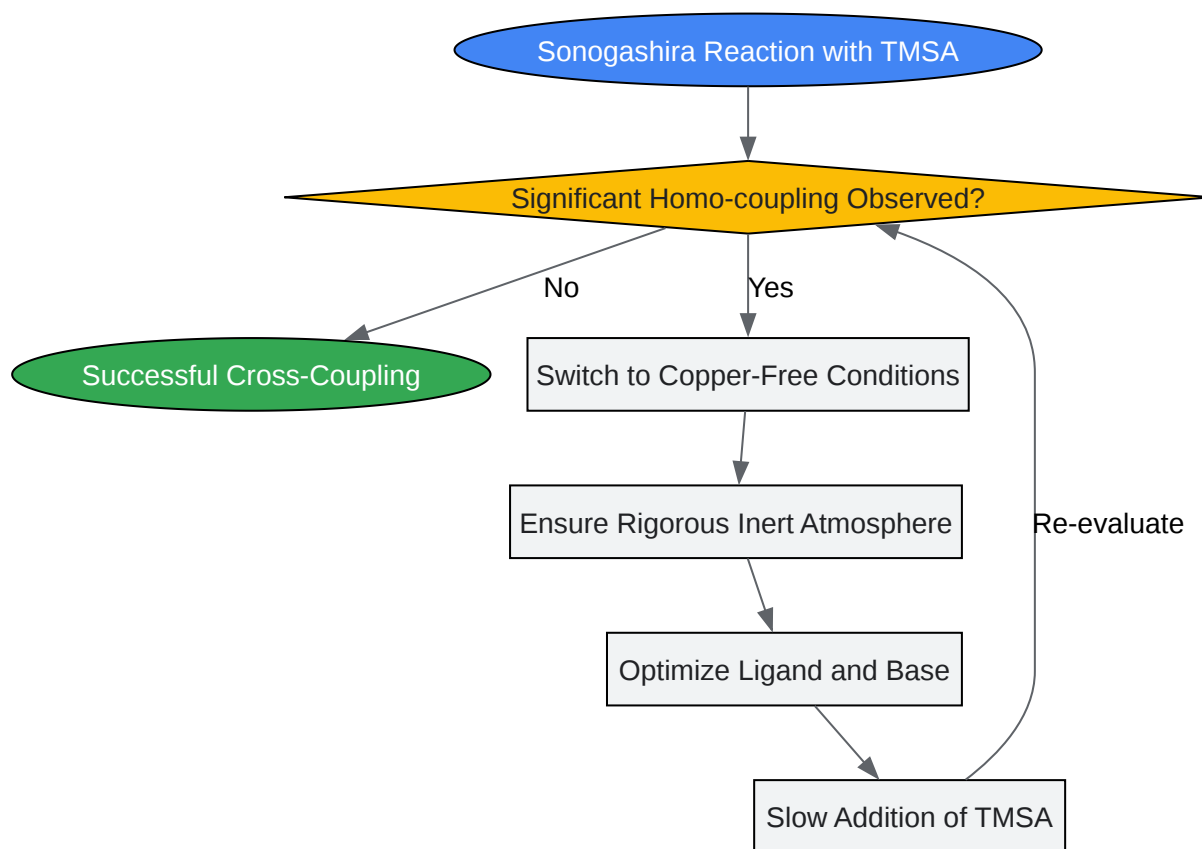 Sonogashira Reaction with TMSA
Significant Homo-coupling Observed?
No
Yes
Successful Cross-Coupling
Switch to Copper-Free Conditions
Ensure Rigorous Inert Atmosphere
Re-evaluate
Optimize Ligand and Base
Slow Addition of TMSA